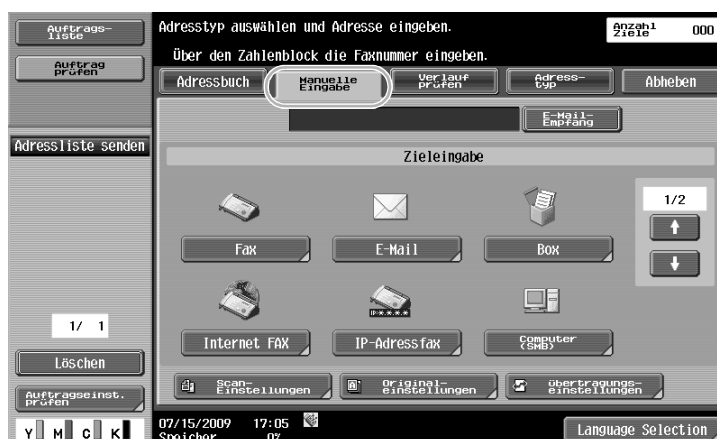 Auftrags-
liste
Auftrag
prüfen
Adressliste senden
1/ 1
Löschen
Auftragseinst.
prüfen
Y M C K
Adresstyp auswählen und Adresse eingeben.
Über den Zahlenblock die Faxnummer eingeben.
Anzahl
Ziele 000
Adressbuch
Manuelle
Eingabe
Verlauf
prüfen
Adress-
typ
Abheben
E-Mail-
Empfang
Zieleingabe
Fax
E-Mail
Box
1/2
Internet FAX
IP-Adressfax
Computer
(SMB)
Scan-
Einstellungen
Original-
einstellungen
übertragungs-
einstellungen
07/15/2009 17:05
Speicher 0%
Language Selection